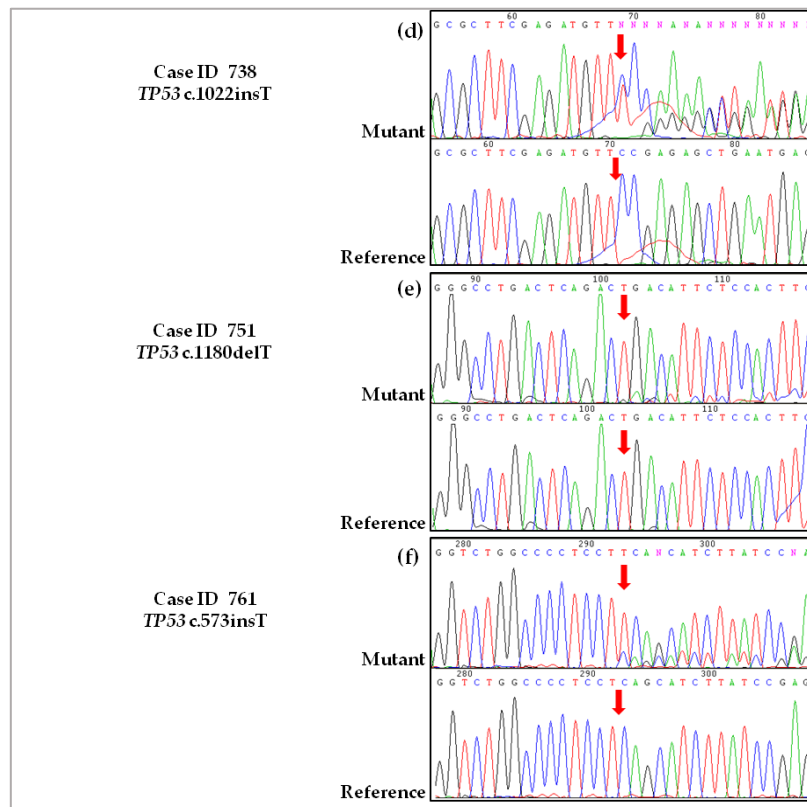 (d)
60 70 80
G C G C T T C G A G A T G T T N N N N A N A N N N N N N N N N
Case ID 738
TP53 c.1022insT
Mutant
60 70 80
G C G C T T C G A G A T G T T C C G A G A G C T G A A T G A G
Reference
(e)
90 100 110
G G G C C T G A C T C A G A C T G A C A T T C T C C A C T T C
Case ID 751
TP53 c.1180delT
Mutant
90 100 110
G G G C C T G A C T C A G A C T G A C A T T C T C C A C T T C
Reference
(f)
280 290 300
G G T C T G G C C C C T C C T T C A N C A T C T T A T C C N A
Case ID 761
TP53 c.573insT
Mutant
280 290 300
G G T C T G G C C C C T C C T C A G C A T C T T A T C C G A G
Reference